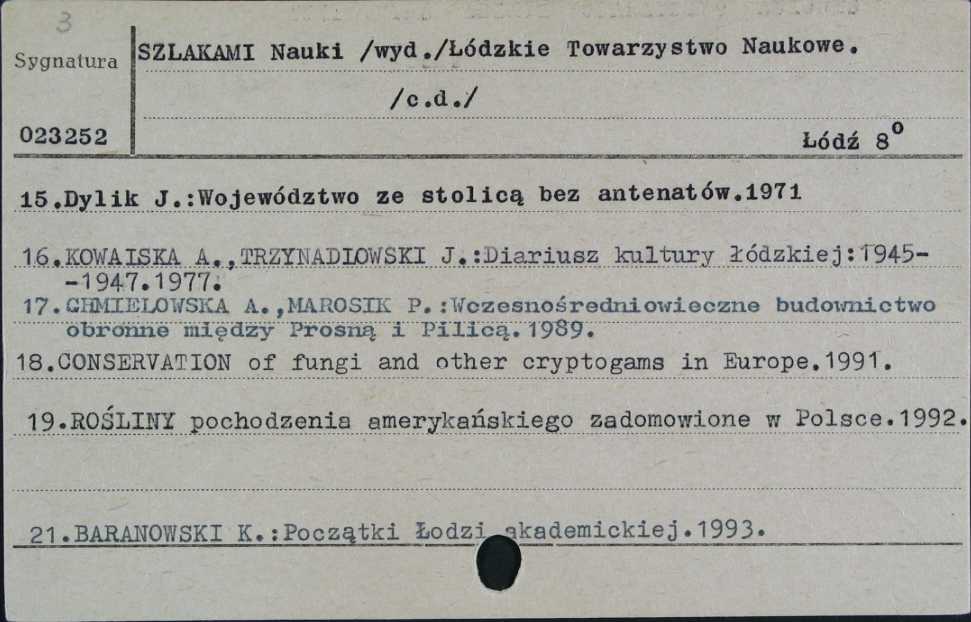 3
SZLAKAMI Nauki /wyd./Łódzkie Towarzystwo Naukowe.
Sygnatura
/c.d./
023252
Łódź 8º
15.Dylik J.:Województwo ze stolicą bez antenatów.1971
16.KOWALSKA A.,TRZYNADLOWSKI J.:Diariusz kultury łódzkiej:1945-
-1947.1977.
17.CHMIELOWSKA A.,MAROSIK P.:Wczesnośredniowieczne budownictwo
obronne między Prosną i Pilicą.1989.
18.CONSERVATION of fungi and other cryptogams in Europe.1991.
19.ROŚLINY pochodzenia amerykańskiego zadomowione w Polsce.1992.
21.BARANOWSKI K.:Początki Łodzi akademickiej.1993.